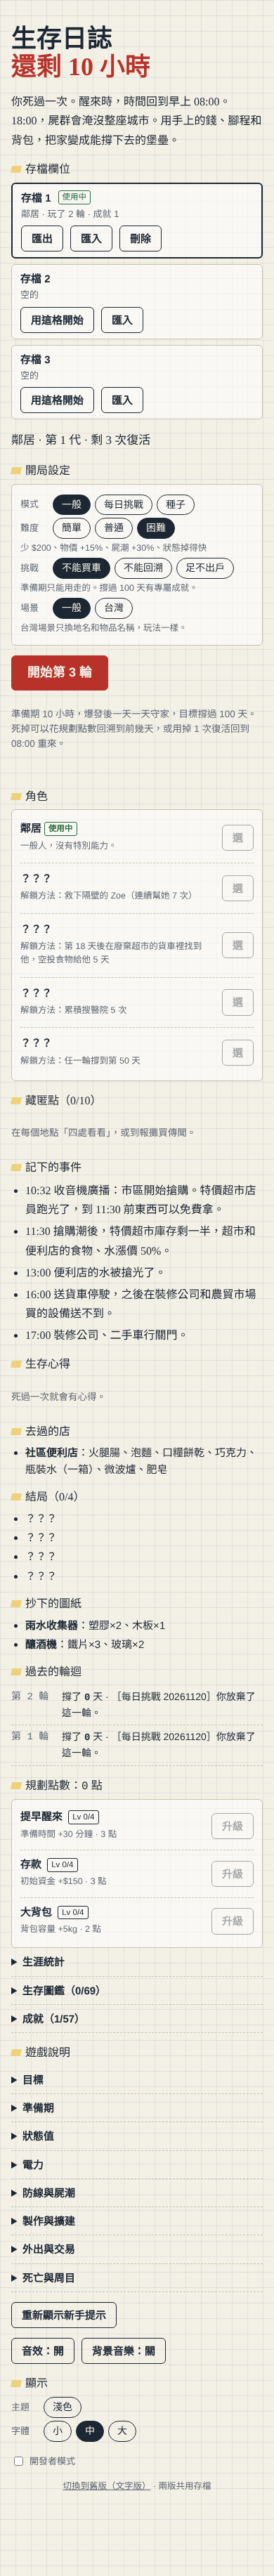 生存日誌
還剩 10 小時
你死過一次。醒來時，時間回到早上 08:00。
18:00，屍群會淹沒整座城市。用手上的錢、腳程和
背包，把家變成能撐下去的堡壘。
存檔欄位
存檔 1 使用中
鄰居 · 玩了 2 輪 · 成就 1
匯出 匯入 刪除
存檔 2
空的
用這格開始 匯入
存檔 3
空的
用這格開始 匯入
鄰居 · 第 1 代 · 剩 3 次復活
開局設定
模式 一般 每日挑戰 種子
難度 簡單 普通 困難
少 $200、物價 +15%、屍潮 +30%、狀態掉得快
挑戰 不能買車 不能回溯 足不出戶
準備期只能用走的。撐過 100 天有專屬成就。
場景 一般 台灣
台灣場景只換地名和物品名稱，玩法一樣。
開始第 3 輪
準備期 10 小時，爆發後一天一天守家，目標撐過 100 天。
死掉可以花規劃點數回溯到前幾天，或用掉 1 次復活回到
08:00 重來。
角色
鄰居 使用中
一般人，沒有特別能力。
選
？？？
解鎖方法：救下隔壁的 Zoe（連續幫她 7 次）
選
？？？
解鎖方法：第 18 天後在廢棄超市的貨車裡找到
他，空投食物給他 5 天
選
？？？
解鎖方法：累積搜醫院 5 次
選
？？？
解鎖方法：任一輪撐到第 50 天
選
藏匿點（0/10）
在每個地點「四處看看」，或到報攤買傳聞。
記下的事件
• 10:32 收音機廣播：市區開始搶購。特價超市店
員跑光了，到 11:30 前東西可以免費拿。
• 11:30 搶購潮後，特價超市庫存剩一半，超市和
便利店的食物、水漲價 50%。
• 13:00 便利店的水被搶光了。
• 16:00 送貨車停駛，之後在裝修公司和農貿市場
買的設備送不到。
• 17:00 裝修公司、二手車行關門。
生存心得
死過一次就會有心得。
去過的店
• 社區便利店：火腿腸、泡麵、口糧餅乾、巧克力、
瓶裝水（一箱）、微波爐、肥皂
結局（0/4）
• ？？？
• ？？？
• ？？？
• ？？？
抄下的圖紙
• 雨水收集器：塑膠×2、木板×1
• 釀酒機：鐵片×3、玻璃×2
過去的輪迴
第 2 輪 撐了 0 天 · ［每日挑戰 20261120］你放棄了
這一輪。
第 1 輪 撐了 0 天 · ［每日挑戰 20261120］你放棄了
這一輪。
規劃點數：0 點
提早醒來 Lv 0/4
準備時間 +30 分鐘 · 3 點
升級
存款 Lv 0/4
初始資金 +$150 · 3 點
升級
大背包 Lv 0/4
背包容量 +5kg · 2 點
升級
▶ 生涯統計
▶ 生存圖鑑（0/69）
▶ 成就（1/57）
遊戲說明
▶ 目標
▶ 準備期
▶ 狀態值
▶ 電力
▶ 防線與屍潮
▶ 製作與擴建
▶ 外出與交易
▶ 死亡與周目
重新顯示新手提示
音效：開 背景音樂：關
顯示
主題 淺色
字體 小 中 大
開發者模式
切換到舊版（文字版） · 兩版共用存檔